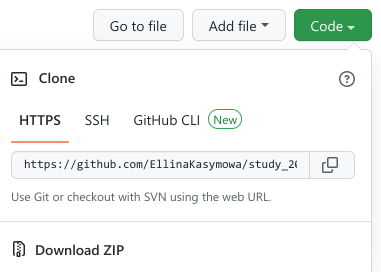 Go to file Add file Code
Clone
HTTPS SSH GitHub CLI New
https://github.com/EllinaKasymowa/study_20
Use Git or checkout with SVN using the web URL.
Download ZIP